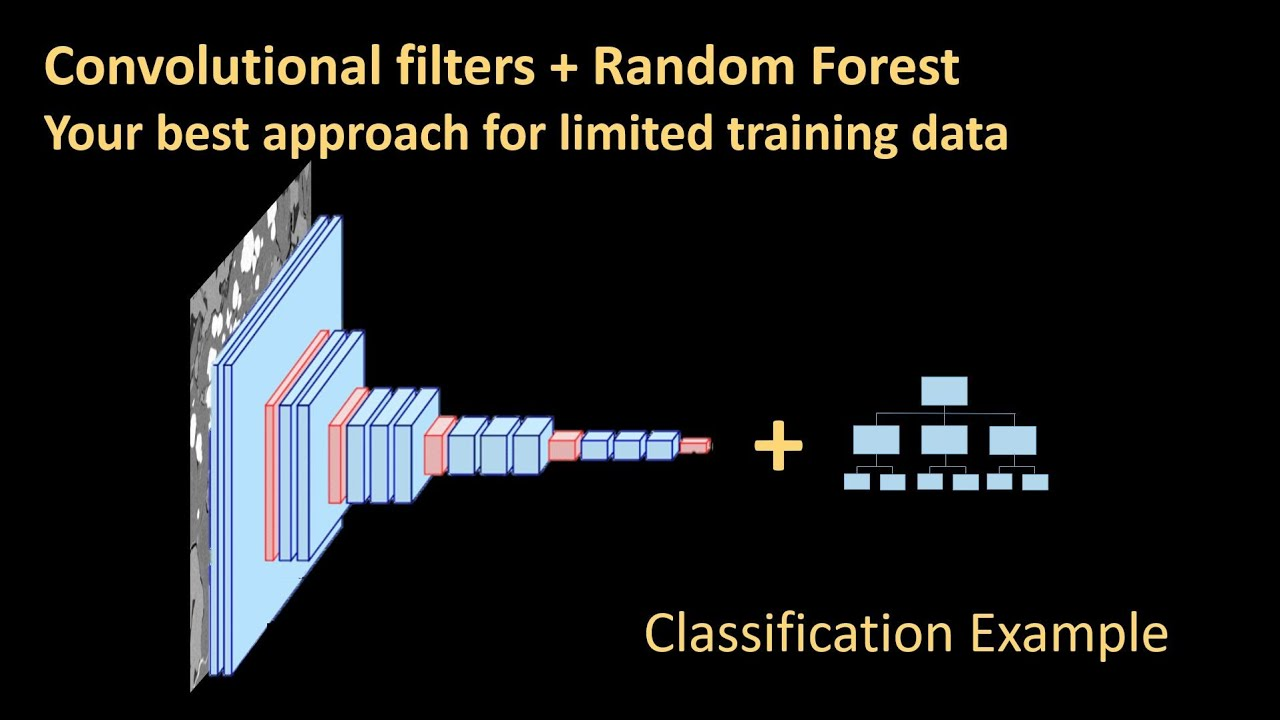 Convolutional filters + Random Forest
Your best approach for limited training data
+
Classification Example